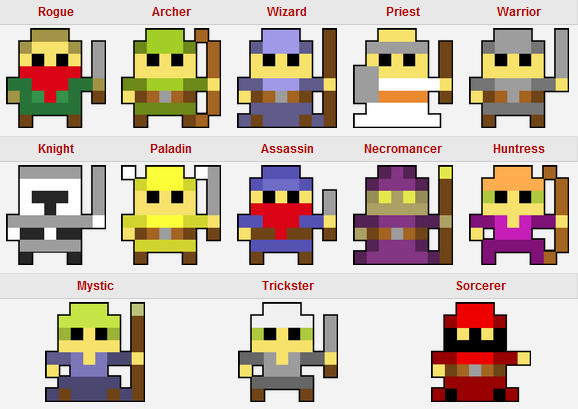 Rogue Archer Wizard Priest Warrior
Knight Paladin Assassin Necromancer Huntress
Mystic Trickster Sorcerer